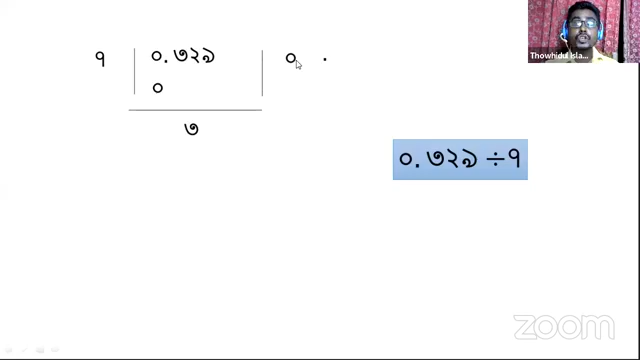 ৭ ০.৩২৯ ০ .
০
৩
০.৩২৯ ÷ ৭
Thowhidul Isla...
zoom